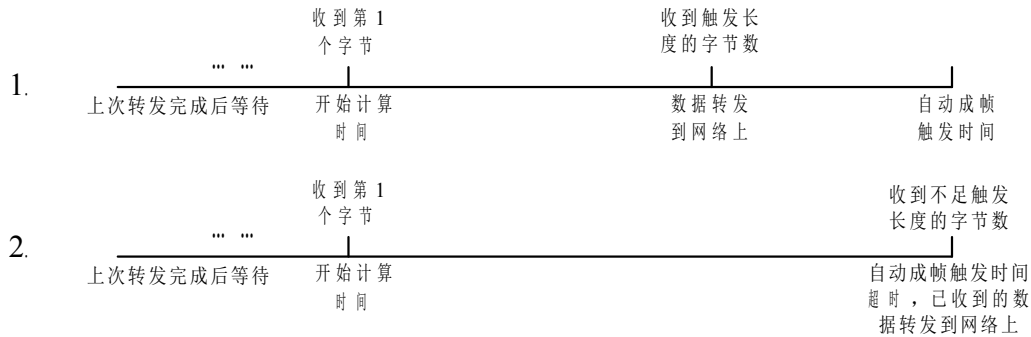 收到第1
个字节
收到触发长
度的字节数
1.
... ...
上次转发完成后等待
开始计算
时间
数据转发
到网络上
自动成帧
触发时间
收到第1
个字节
收到不足触发
长度的字节数
2.
... ...
上次转发完成后等待
开始计算
时间
自动成帧触发时间
超时，已收到的数
据转发到网络上